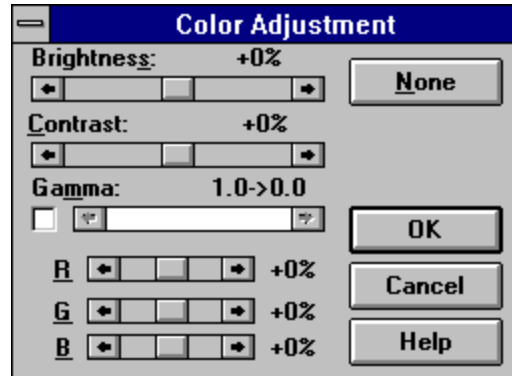 Color Adjustment
Brightness: +0%
None
Contrast: +0%
Gamma: 1.0->0.0
OK
R +0%
Cancel
G +0%
B +0%
Help